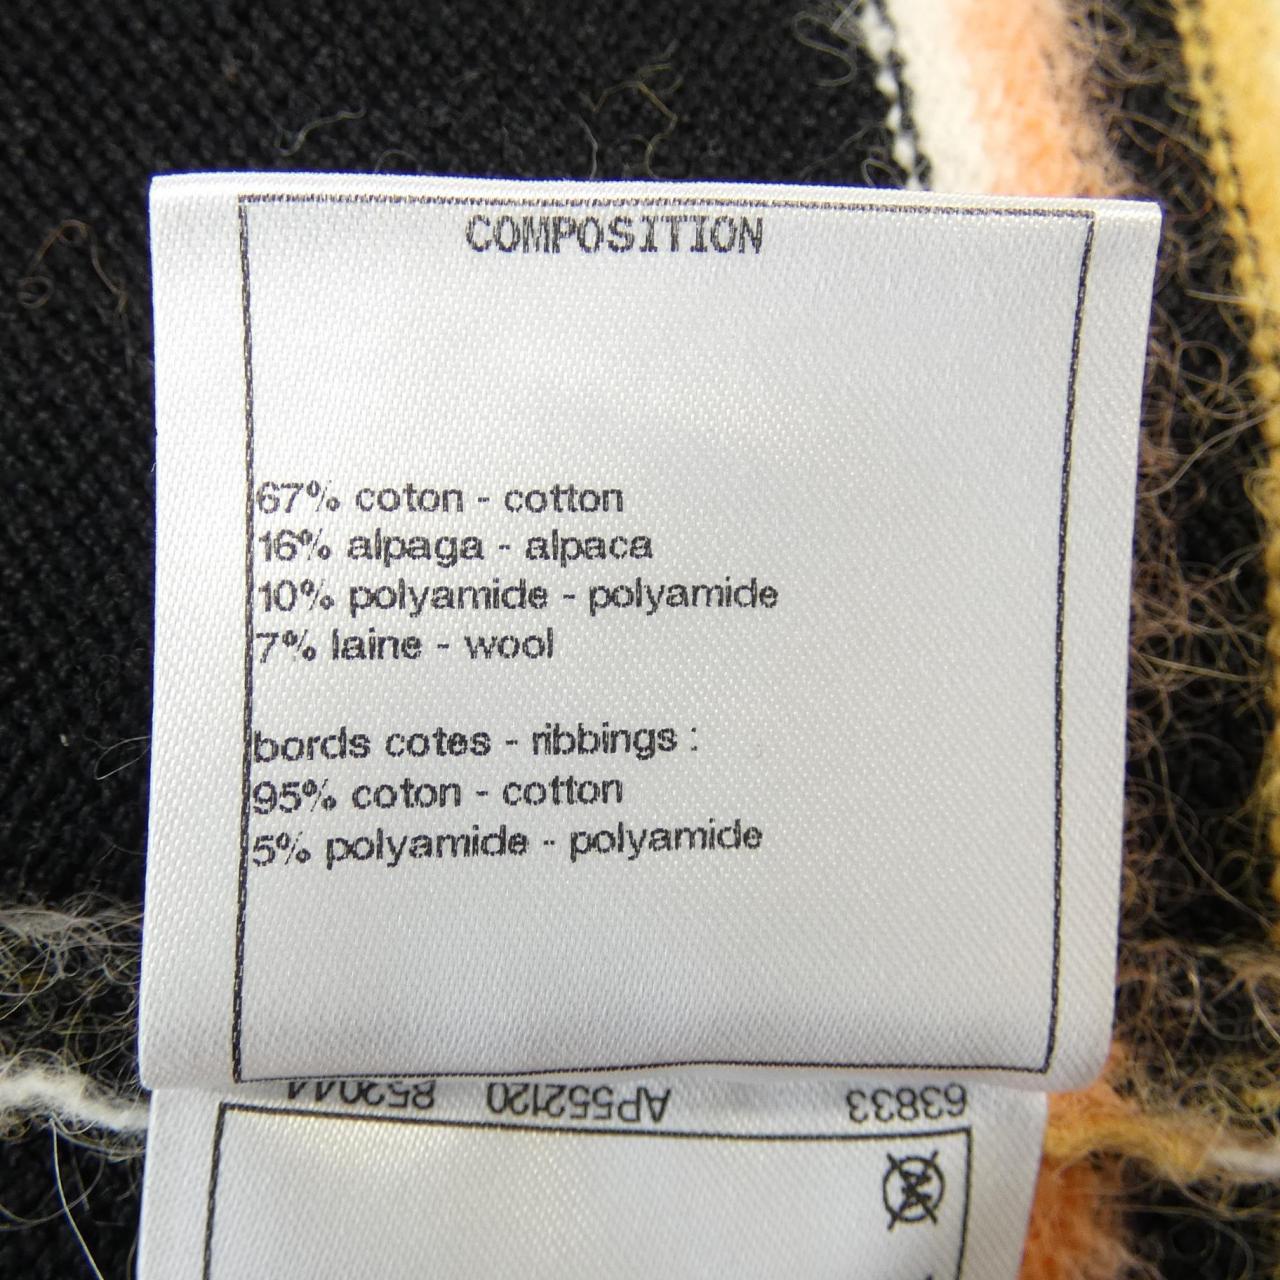 COMPOSITION
67% coton - cotton
16% alpaga - alpaca
10% polyamide - polyamide
7% laine - wool
bords cotes - ribbings :
95% coton - cotton
5% polyamide - polyamide
63833 AP552120